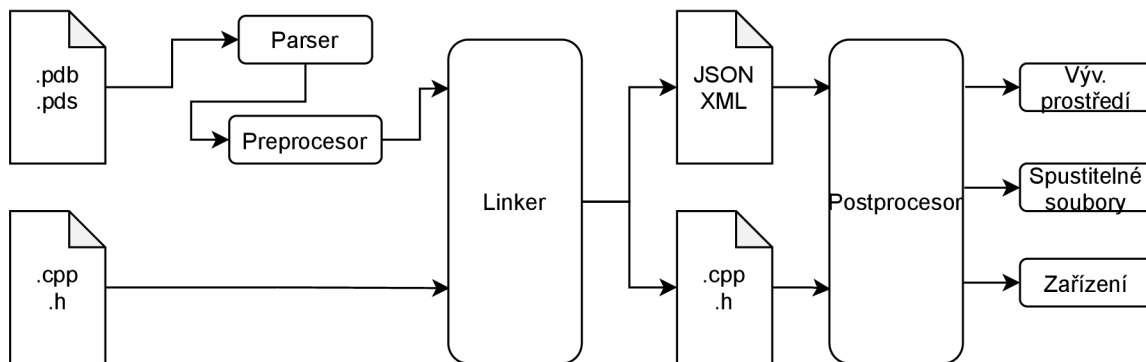 .pdb
.pds
Parser
Preprocesor
.cpp
.h
Linker
JSON
XML
.cpp
.h
Postprocesor
Výv.
prostředí
Spustitelné
soubory
Zařízení